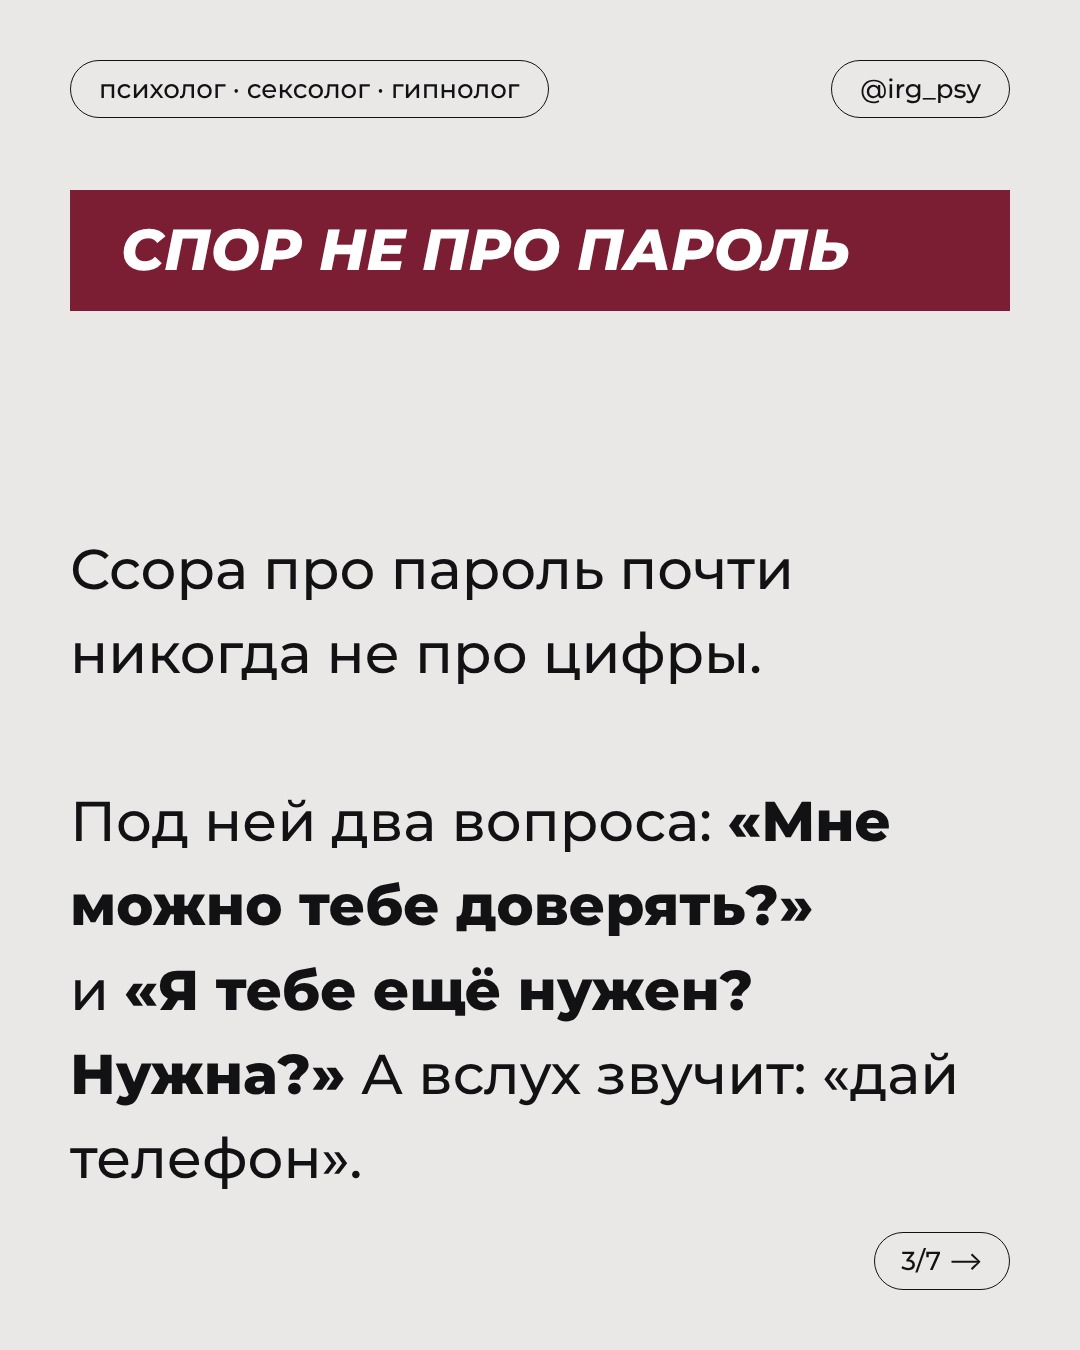 психолог · сексолог · гипнолог
@irg_psy
СПОР НЕ ПРО ПАРОЛЬ
Ссора про пароль почти
никогда не про цифры.
Под ней два вопроса: «Мне
можно тебе доверять?»
и «Я тебе ещё нужен?
Нужна?» А вслух звучит: «дай
телефон».
3/7 →